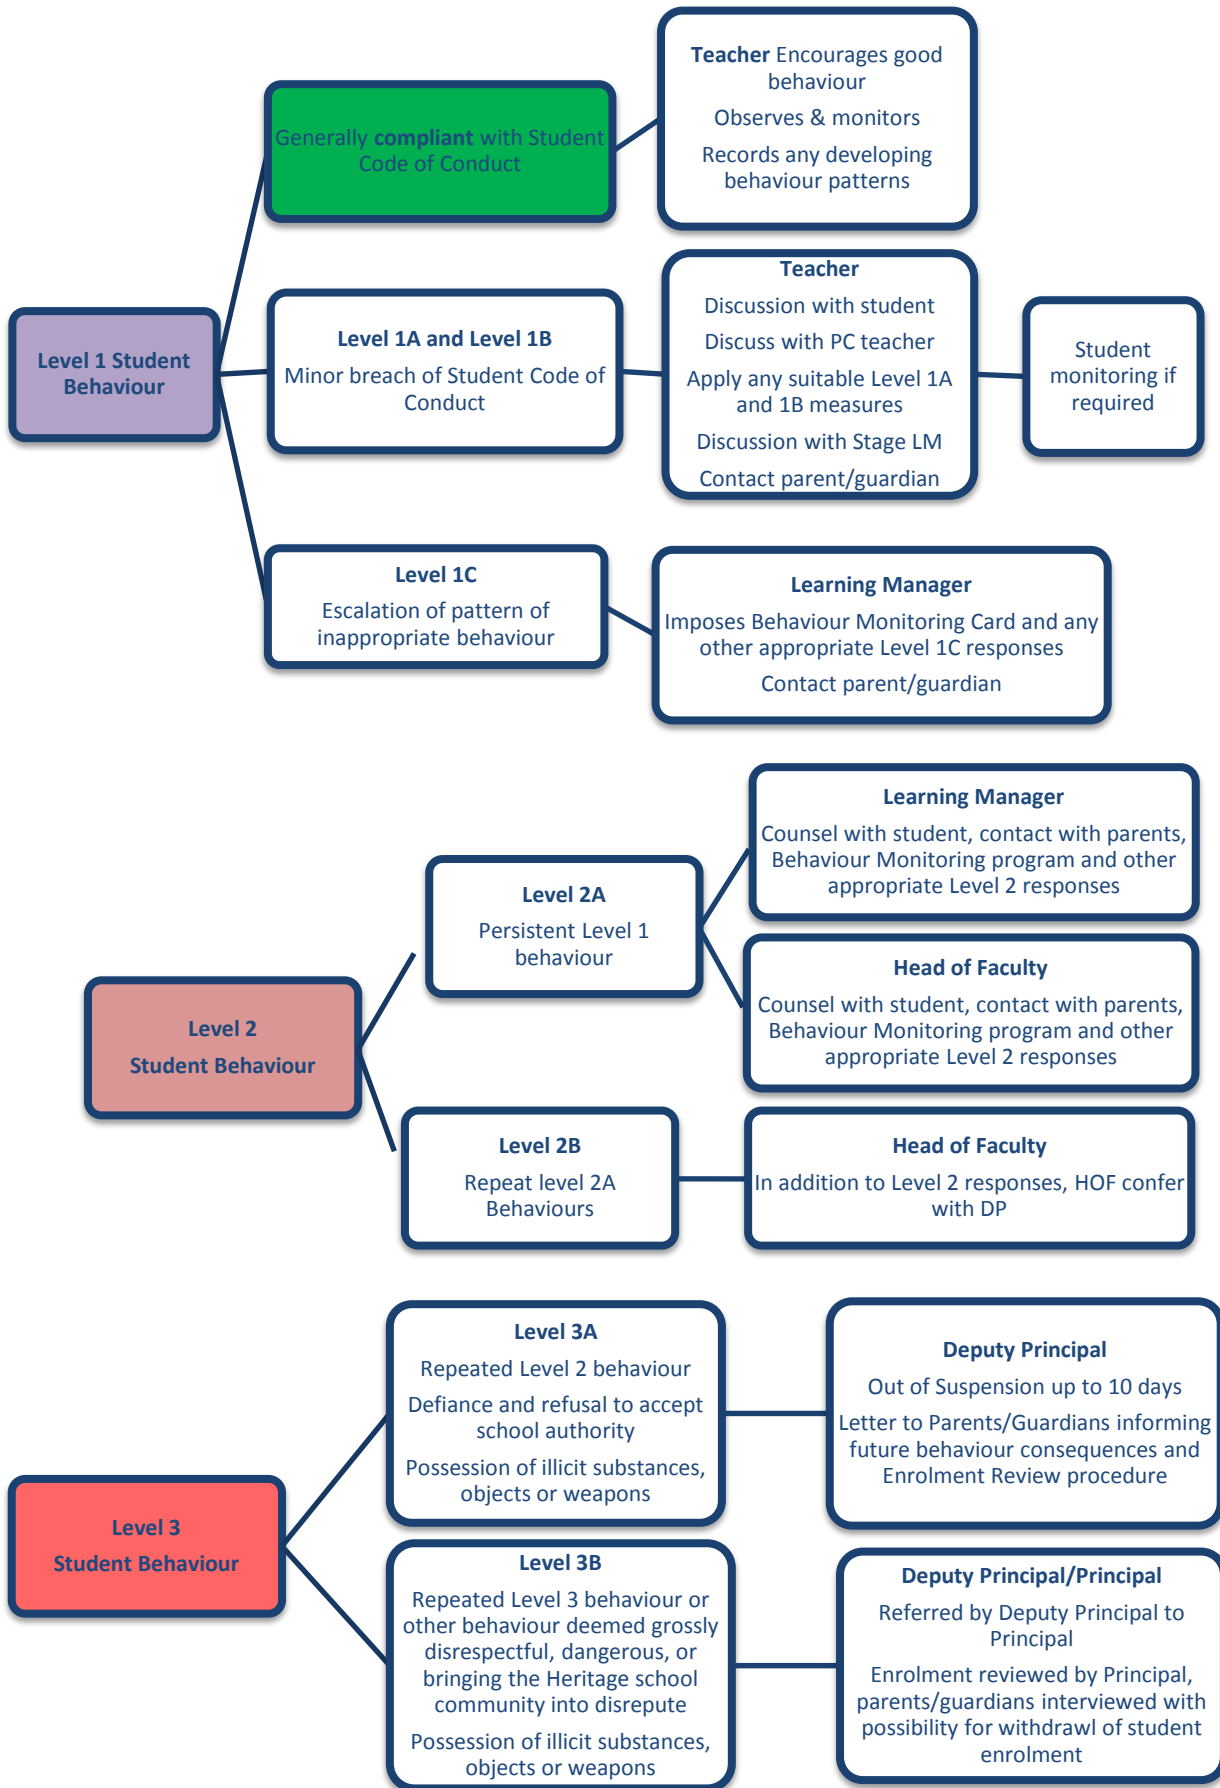 Teacher Encourages good
behaviour
Observes & monitors
Records any developing
behaviour patterns
Generally compliant with Student
Code of Conduct
Level 1 Student
Behaviour
Level 1A and Level 1B
Minor breach of Student Code of
Conduct
Teacher
Discussion with student
Discuss with PC teacher
Apply any suitable Level 1A
and 1B measures
Discussion with Stage LM
Contact parent/guardian
Student
monitoring if
required
Level 1C
Escalation of pattern of
inappropriate behaviour
Learning Manager
Imposes Behaviour Monitoring Card and any
other appropriate Level 1C responses
Contact parent/guardian
Level 2
Student Behaviour
Level 2A
Persistent Level 1
behaviour
Learning Manager
Counsel with student, contact with parents,
Behaviour Monitoring program and other
appropriate Level 2 responses
Head of Faculty
Counsel with student, contact with parents,
Behaviour Monitoring program and other
appropriate Level 2 responses
Level 2B
Repeat level 2A
Behaviours
Head of Faculty
In addition to Level 2 responses, HOF confer
with DP
Level 3
Student Behaviour
Level 3A
Repeated Level 2 behaviour
Defiance and refusal to accept
school authority
Possession of illicit substances,
objects or weapons
Deputy Principal
Out of Suspension up to 10 days
Letter to Parents/Guardians informing
future behaviour consequences and
Enrolment Review procedure
Level 3B
Repeated Level 3 behaviour or
other behaviour deemed grossly
disrespectful, dangerous, or
bringing the Heritage school
community into disrepute
Possession of illicit substances,
objects or weapons
Deputy Principal/Principal
Referred by Deputy Principal to
Principal
Enrolment reviewed by Principal,
parents/guardians interviewed with
possibility for withdrawl of student
enrolment